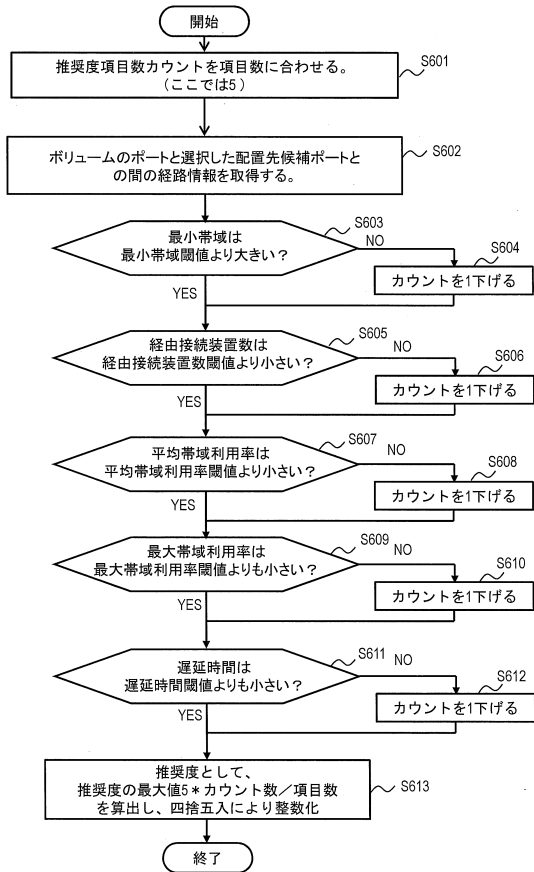 開始
推奨度項目数カウントを項目数に合わせる。
(ここでは5)
S601
ボリュームのポートと選択した配置先候補ポートと
の間の経路情報を取得する。
S602
最小帯域は
最小帯域閾値より大きい?
S603
NO
S604
カウントを1下げる
YES
経由接続装置数は
経由接続装置数閾値より小さい?
S605
NO
S606
カウントを1下げる
YES
平均帯域利用率は
平均帯域利用率閾値より小さい?
S607
NO
S608
カウントを1下げる
YES
最大帯域利用率は
最大帯域利用率閾値よりも小さい?
S609
NO
S610
カウントを1下げる
YES
遅延時間は
遅延時間閾値よりも小さい?
S611
NO
S612
カウントを1下げる
YES
推奨度として、
推奨度の最大値5*カウント数/項目数
を算出し、四捨五入により整数化
S613
終了